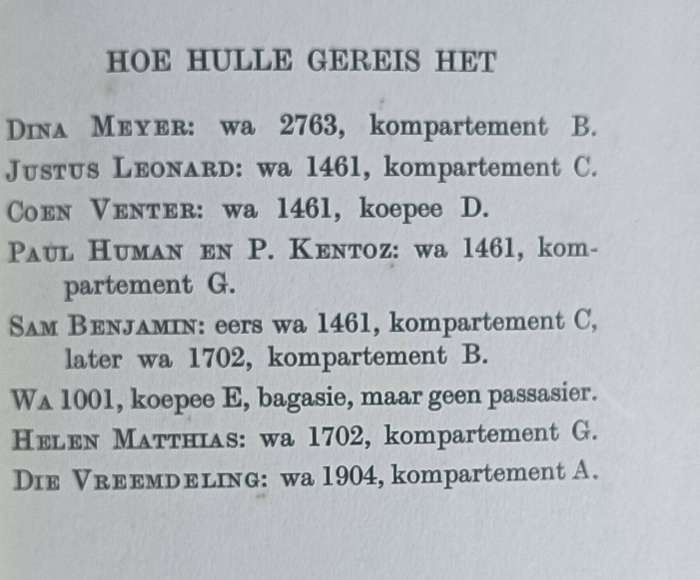 HOE HULLE GEREIS HET
DINA MEYER: wa 2763, kompartement B.
JUSTUS LEONARD: wa 1461, kompartement C.
COEN VENTER: wa 1461, koepee D.
PAUL HUMAN EN P. KENTOZ: wa 1461, kom-
partement G.
SAM BENJAMIN: eers wa 1461, kompartement C,
later wa 1702, kompartement B.
WA 1001, koepee E, bagasie, maar geen passasier.
HELEN MATTHIAS: wa 1702, kompartement G.
DIE VREEMDELING: wa 1904, kompartement A.